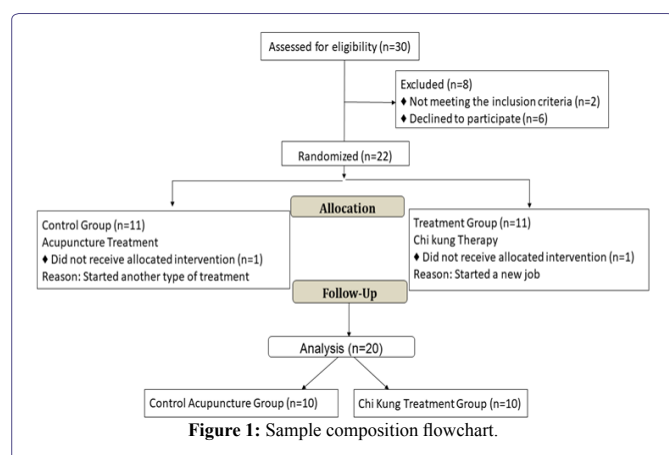 Assessed for eligibility (n=30)
Excluded (n=8)
♦ Not meeting the inclusion criteria (n=2)
♦ Declined to participate (n=6)
Randomized (n=22)
Allocation
Control Group (n=11)
Acupuncture Treatment
♦ Did not receive allocated intervention (n=1)
Reason: Started another type of treatment
Treatment Group (n=11)
Chi kung Therapy
♦ Did not receive allocated intervention (n=1)
Reason: Started a new job
Follow-Up
Analysis (n=20)
Control Acupuncture Group (n=10)
Chi Kung Treatment Group (n=10)
Figure 1: Sample composition flowchart.